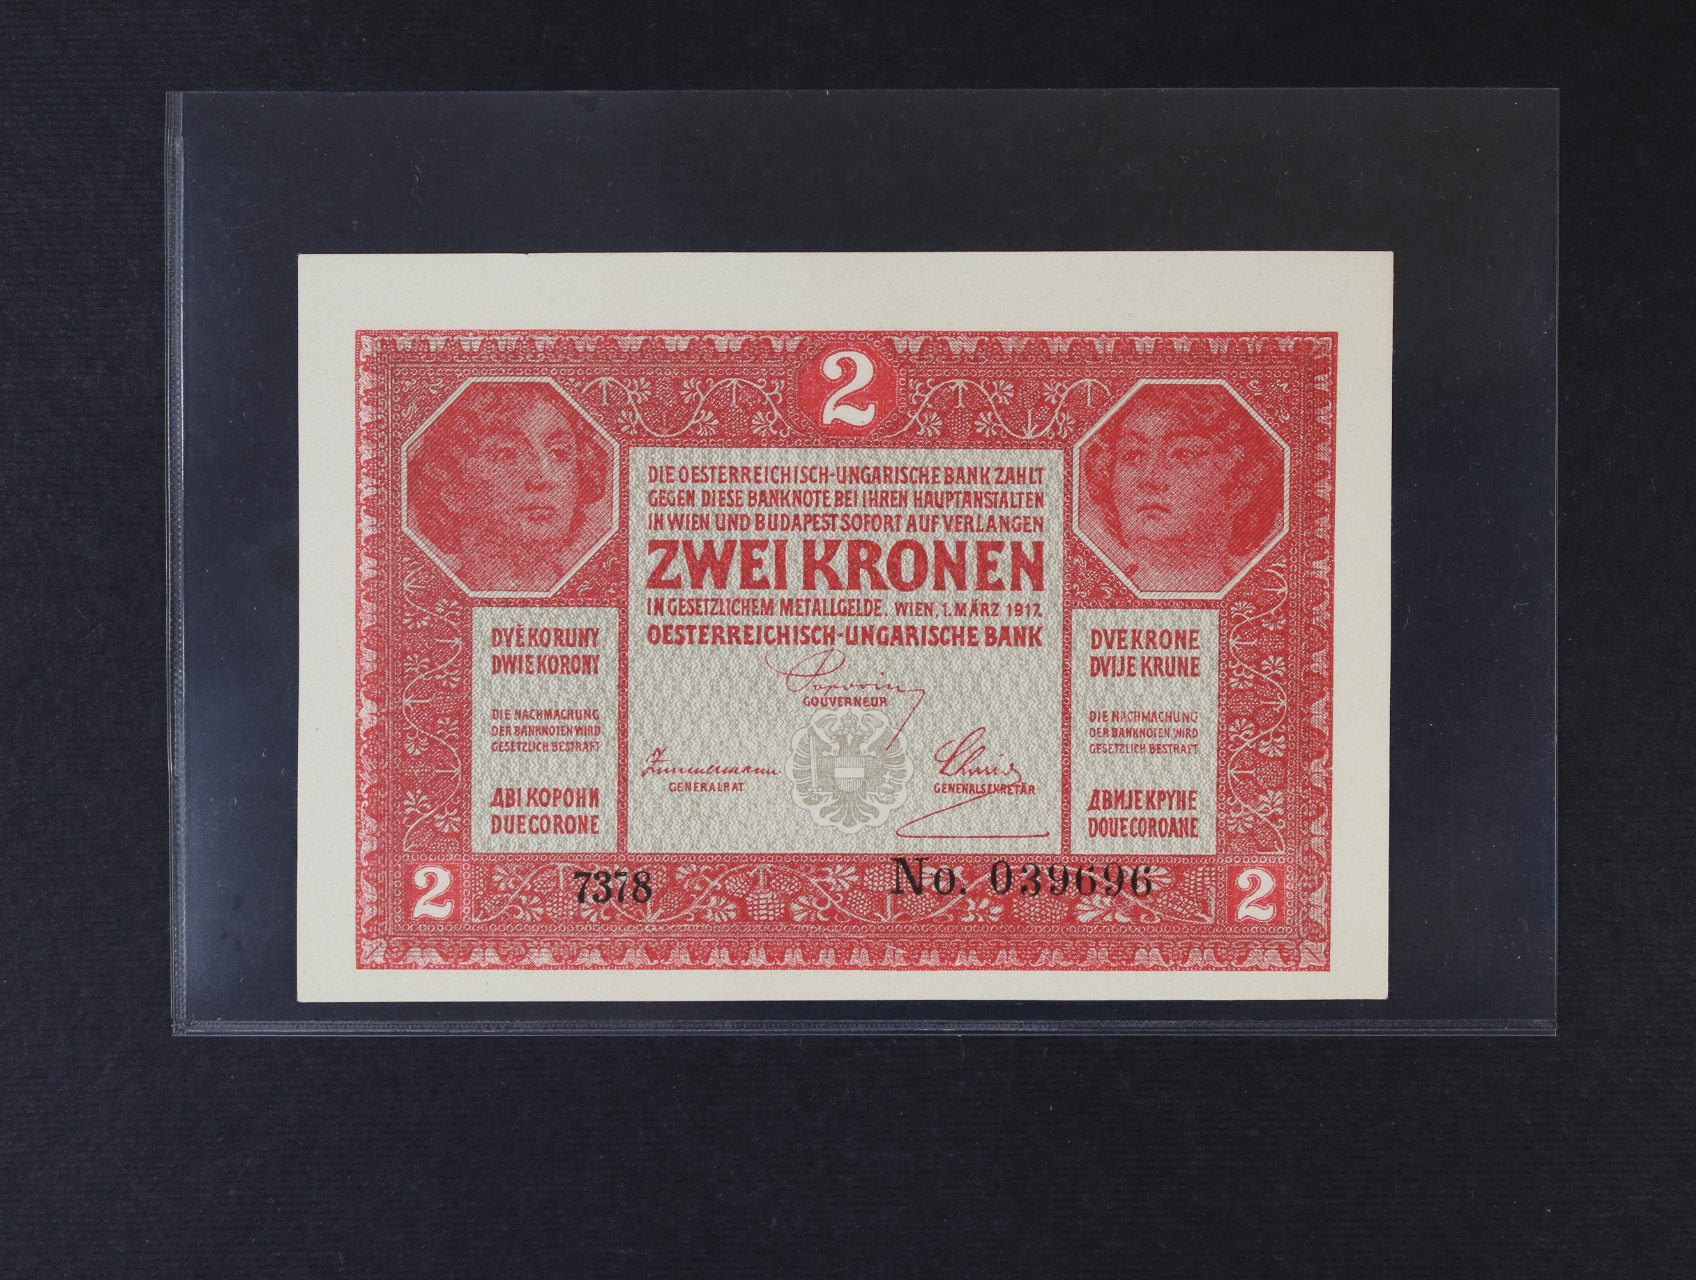 2
DIE OESTERREICHISCH-UNGARISCHE BANK ZAHLT
GEGEN DIESE BANKNOTE BEI IHREN HAUPTANSTALTEN
IN WIEN UND BUDAPEST SOFORT AUF VERLANGEN
ZWEI KRONEN
IN GESETZLICHEM METALLGELDE. WIEN, 1. MÄRZ 1917.
OESTERREICHISCH-UNGARISCHE BANK
Popovics
GOUVERNEUR
Zimmermann
GENERALRAT
Schmid
GENERALSEKRETÄR
DVĚ KORUNY
DWIE KORONY
DIE NACHMACHUNG
DER BANKNOTEN WIRD
GESETZLICH BESTRAFT
ДВІ КОРОНИ
DUE CORONE
DVE KRONE
DVIJE KRUNE
DIE NACHMACHUNG
DER BANKNOTEN WIRD
GESETZLICH BESTRAFT
ДВИЈЕ КРУНЕ
DOUE COROANE
2
7378
No. 039696
2